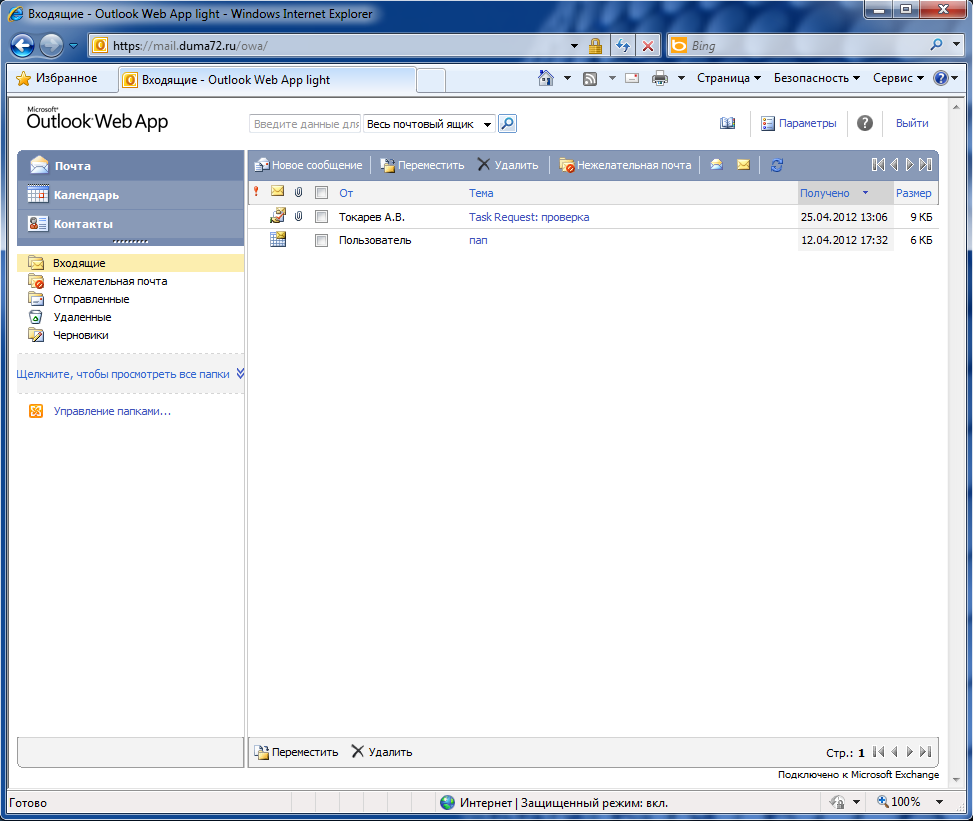 Входящие - Outlook Web App light - Windows Internet Explorer
https://mail.duma72.ru/owa/
Bing
Избранное
Входящие - Outlook Web App light
Страница Безопасность Сервис
Microsoft®
Outlook Web App
Введите данные для
Весь почтовый ящик
Параметры
Выйти
Почта
Календарь
Контакты
Входящие
Нежелательная почта
Отправленные
Удаленные
Черновики
Щелкните, чтобы просмотреть все папки
Управление папками...
Новое сообщение Переместить Удалить Нежелательная почта
От Тема Получено Размер
Токарев А.В. Task Request: проверка 25.04.2012 13:06 9 КБ
Пользователь пап 12.04.2012 17:32 6 КБ
Переместить Удалить Стр.: 1
Подключено к Microsoft Exchange
Готово
Интернет | Защищенный режим: вкл.
100%